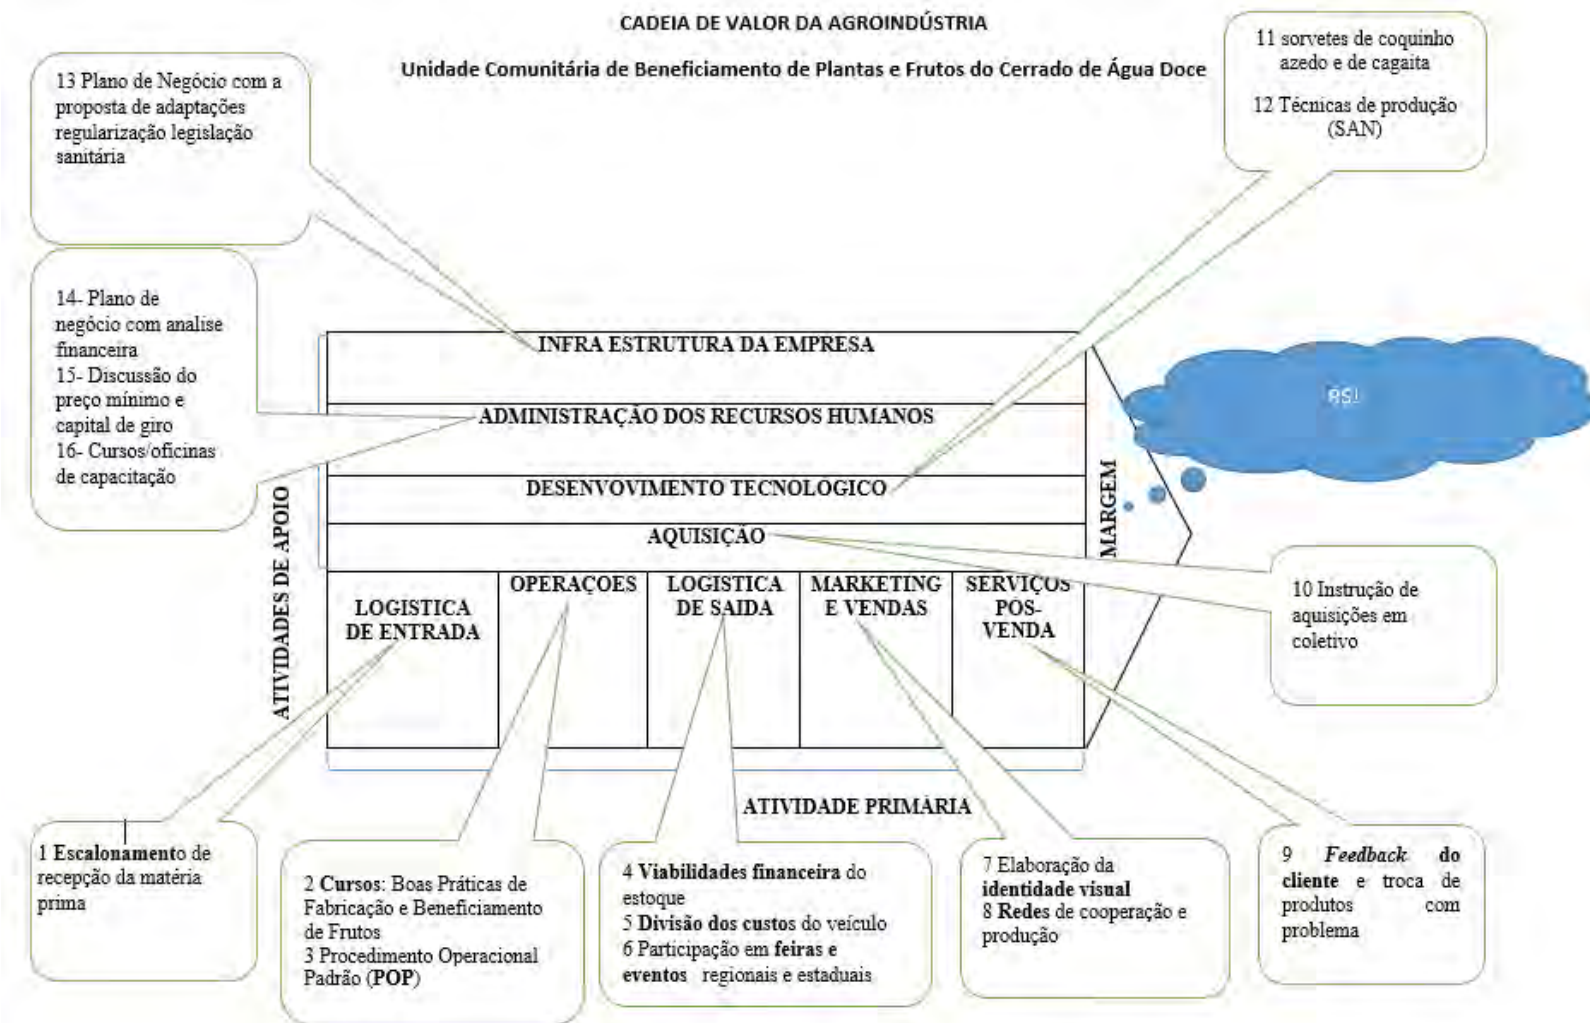 CADEIA DE VALOR DA AGROINDÚSTRIA
Unidade Comunitária de Beneficiamento de Plantas e Frutos do Cerrado de Água Doce
13 Plano de Negócio com a
proposta de adaptações
regularização legislação
sanitária
11 sorvetes de coquinho
azedo e de cagaita
12 Técnicas de produção
(SAN)
14- Plano de
negócio com analise
financeira
15- Discussão do
preço mínimo e
capital de giro
16- Cursos/oficinas
de capacitação
INFRA ESTRUTURA DA EMPRESA
ADMINISTRAÇÃO DOS RECURSOS HUMANOS
DESENVOVIMENTO TECNOLÓGICO
AQUISIÇÃO
ATIVIDADES DE APOIO
MARGEM
LOGISTICA
DE ENTRADA
OPERAÇOES
LOGISTICA
DE SAIDA
MARKETING
E VENDAS
SERVIÇOS
POS-
VENDA
10 Instrução de
aquisições em
coletivo
ATIVIDADE PRIMÁRIA
1 Escalonamento de
recepção da matéria
prima
2 Cursos: Boas Práticas de
Fabricação e Beneficiamento
de Frutos
3 Procedimento Operacional
Padrão (POP)
4 Viabilidades financeira do
estoque
5 Divisão dos custos do veículo
6 Participação em feiras e
eventos regionais e estaduais
7 Elaboração da
identidade visual
8 Redes de cooperação e
produção
9 Feedback do
cliente e troca de
produtos com
problema